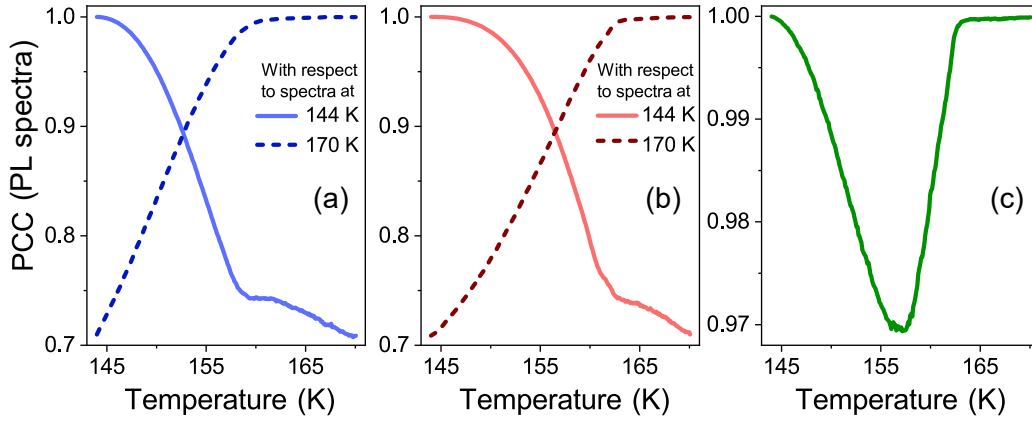 PCC (PL spectra)
1.0
0.9
0.8
0.7
With respect
to spectra at
144 K
170 K
(a)
145
155
165
Temperature (K)
1.0
0.9
0.8
0.7
With respect
to spectra at
144 K
170 K
(b)
145
155
165
Temperature (K)
1.00
0.99
0.98
0.97
(c)
145
155
165
Temperature (K)